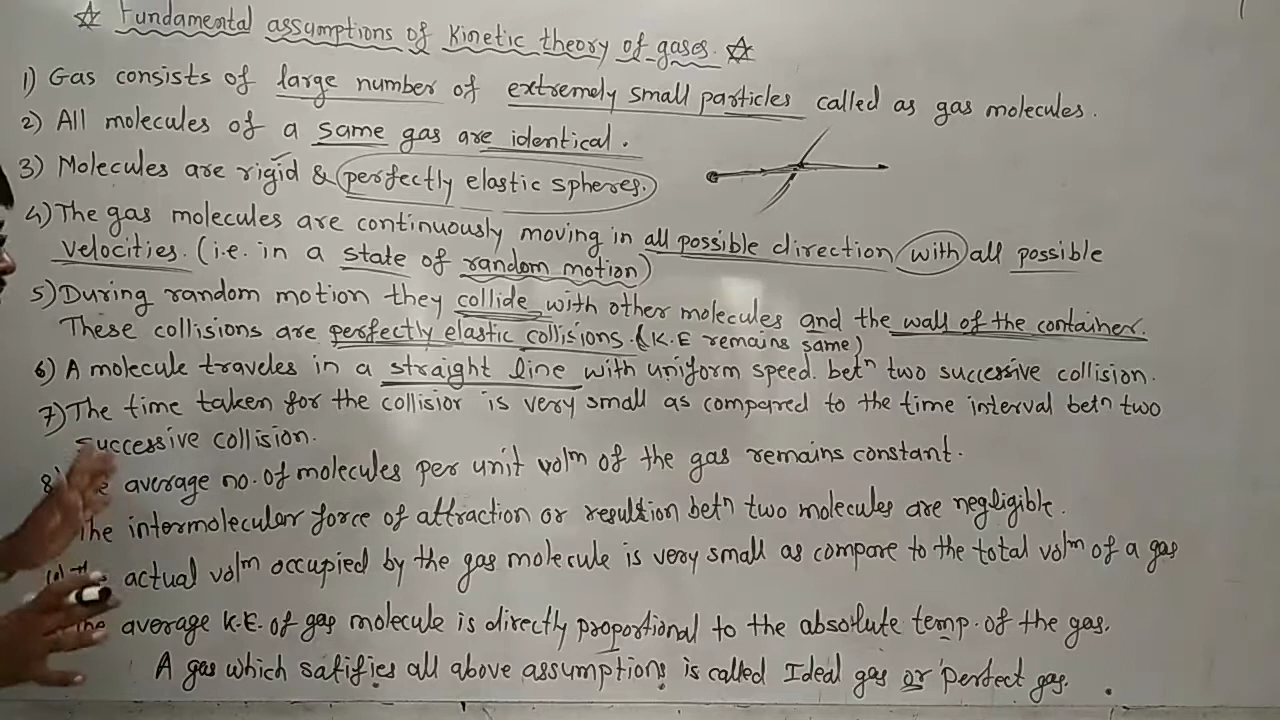 ☆ Fundamental assumptions of Kinetic theory of gases. ☆
1) Gas consists of large number of extremely small particles called as gas molecules.
2) All molecules of a same gas are identical.
3) Molecules are rigid & perfectly elastic spheres.
4) The gas molecules are continuously moving in all possible direction with all possible
velocities. (i.e. in a state of random motion)
5) During random motion they collide with other molecules and the wall of the container.
These collisions are perfectly elastic collisions. (K.E remains same)
6) A molecule traveles in a straight line with uniform speed. betn two successive collision.
7) The time taken for the collisior is very small as compared to the time interval betn two
successive collision.
8) average no. of molecules per unit volm of the gas remains constant.
The intermolecular force of attraction or resultion betn two molecules are negligible.
actual volm occupied by the gas molecule is very small as compare to the total volm of a gas
average K.E. of gas molecule is directly proportional to the absolute temp. of the gas.
A gas which satifies all above assumptions is called Ideal gas or perfect gas.